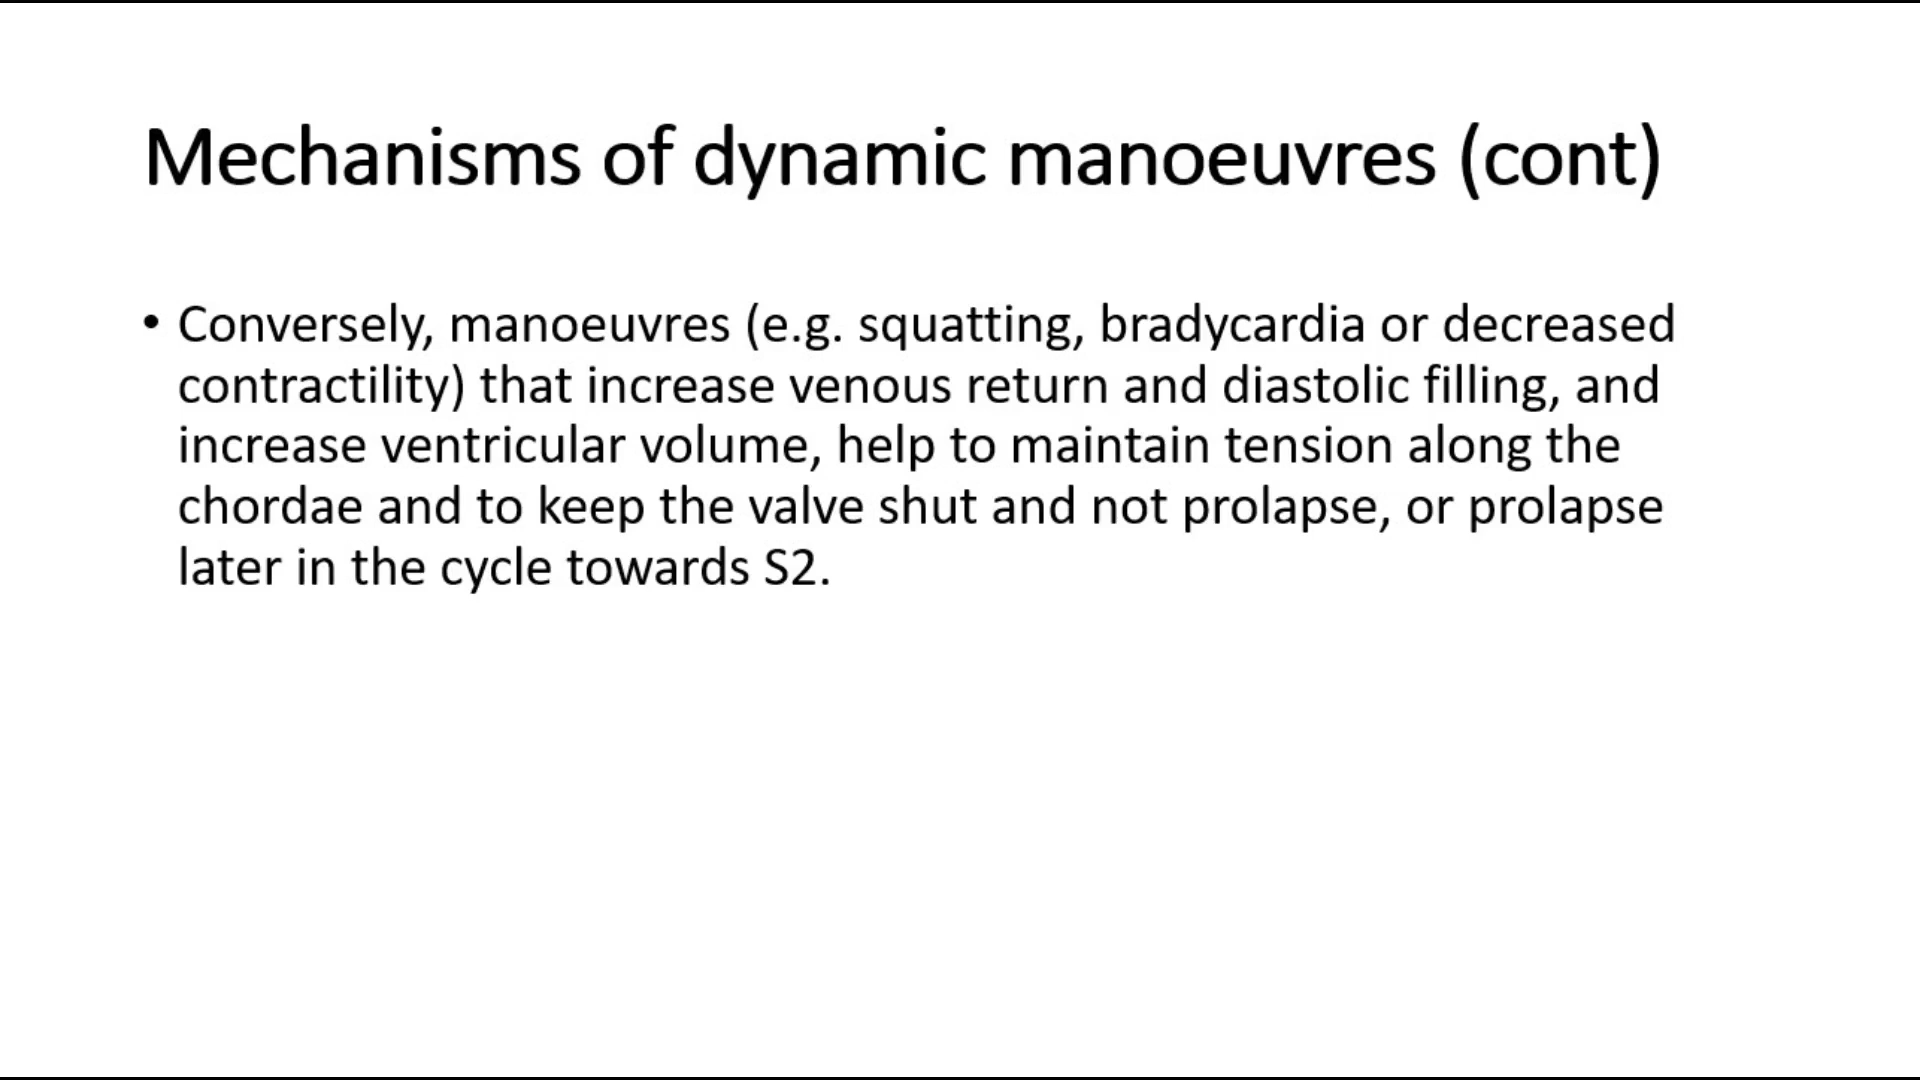 Mechanisms of dynamic manoeuvres (cont)
• Conversely, manoeuvres (e.g. squatting, bradycardia or decreased
contractility) that increase venous return and diastolic filling, and
increase ventricular volume, help to maintain tension along the
chordae and to keep the valve shut and not prolapse, or prolapse
later in the cycle towards S2.